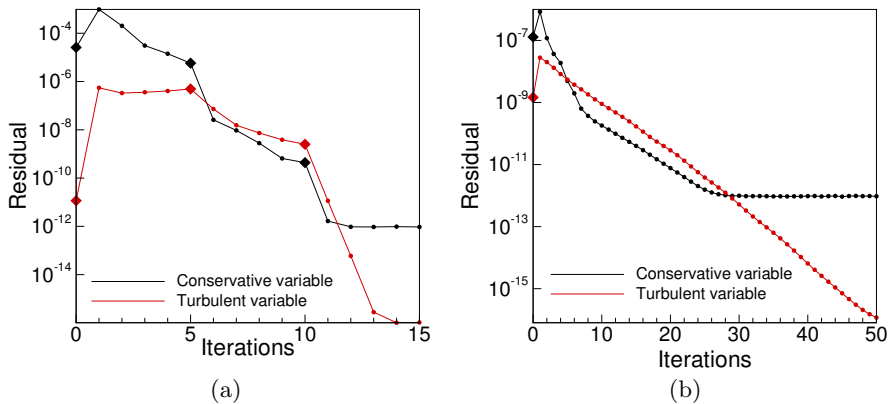 10^-4
10^-6
10^-8
10^-10
10^-12
10^-14
Residual
Conservative variable
Turbulent variable
0 5 10 15
Iterations
(a)
10^-7
10^-9
10^-11
10^-13
10^-15
Residual
Conservative variable
Turbulent variable
0 10 20 30 40 50
Iterations
(b)